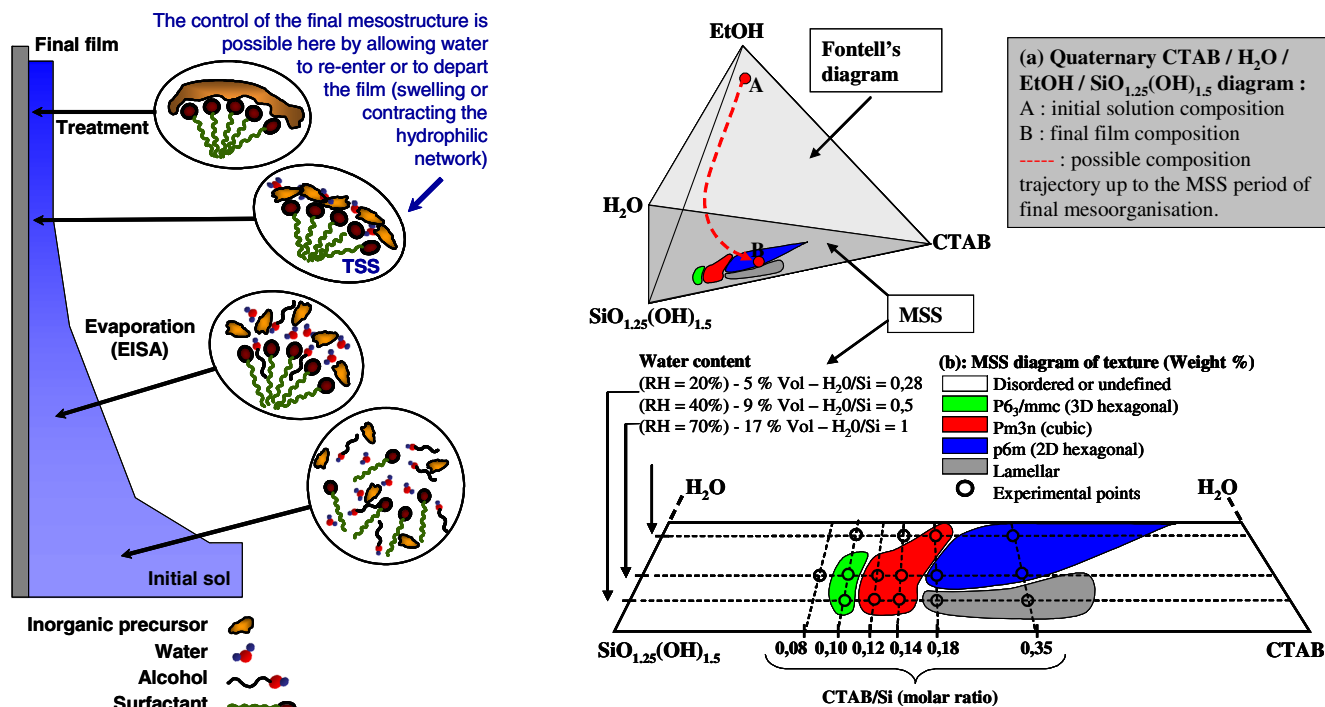 The control of the final mesostructure is
possible here by allowing water
to re-enter or to depart
the film (swelling or
contracting the
hydrophilic
network)
Final film
Treatment
TSS
Evaporation
(EISA)
Initial sol
Inorganic precursor
Water
Alcohol
Surfactant
EtOH
A
Fontell's
diagram
H₂O
CTAB
B
SiO₁.₂₅(OH)₁.₅
MSS
(a) Quaternary CTAB / H₂O /
EtOH / SiO₁.₂₅(OH)₁.₅ diagram :
A : initial solution composition
B : final film composition
----- : possible composition
trajectory up to the MSS period of
final mesoorganisation.
Water content
(RH = 20%) - 5 % Vol – H₂0/Si = 0,28
(RH = 40%) - 9 % Vol – H₂0/Si = 0,5
(RH = 70%) - 17 % Vol – H₂0/Si = 1
(b): MSS diagram of texture (Weight %)
Disordered or undefined
P6₃/mmc (3D hexagonal)
Pm3n (cubic)
p6m (2D hexagonal)
Lamellar
Experimental points
H₂O
H₂O
SiO₁.₂₅(OH)₁.₅
0,08 0,10 0,12 0,14 0,18 0,35
CTAB
CTAB/Si (molar ratio)